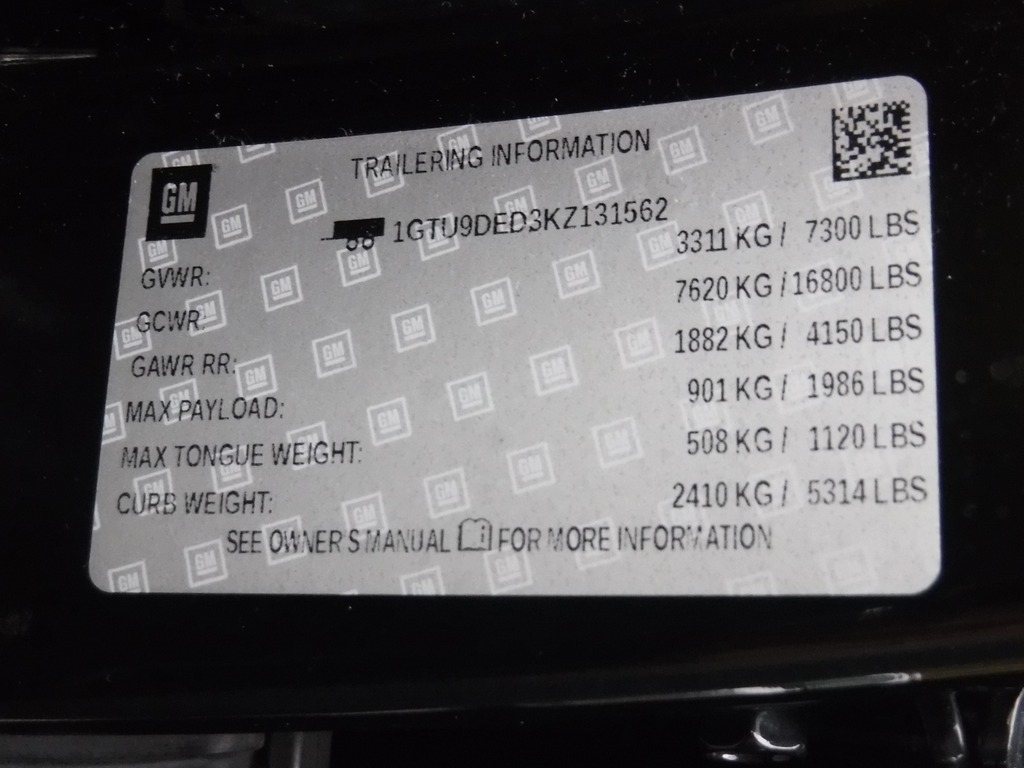 GM
TRAILERING INFORMATION
1GTU9DED3KZ131562
GVWR: 3311 KG / 7300 LBS
GCWR: 7620 KG / 16800 LBS
GAWR RR: 1882 KG / 4150 LBS
MAX PAYLOAD: 901 KG / 1986 LBS
MAX TONGUE WEIGHT: 508 KG / 1120 LBS
CURB WEIGHT: 2410 KG / 5314 LBS
SEE OWNER'S MANUAL FOR MORE INFORMATION